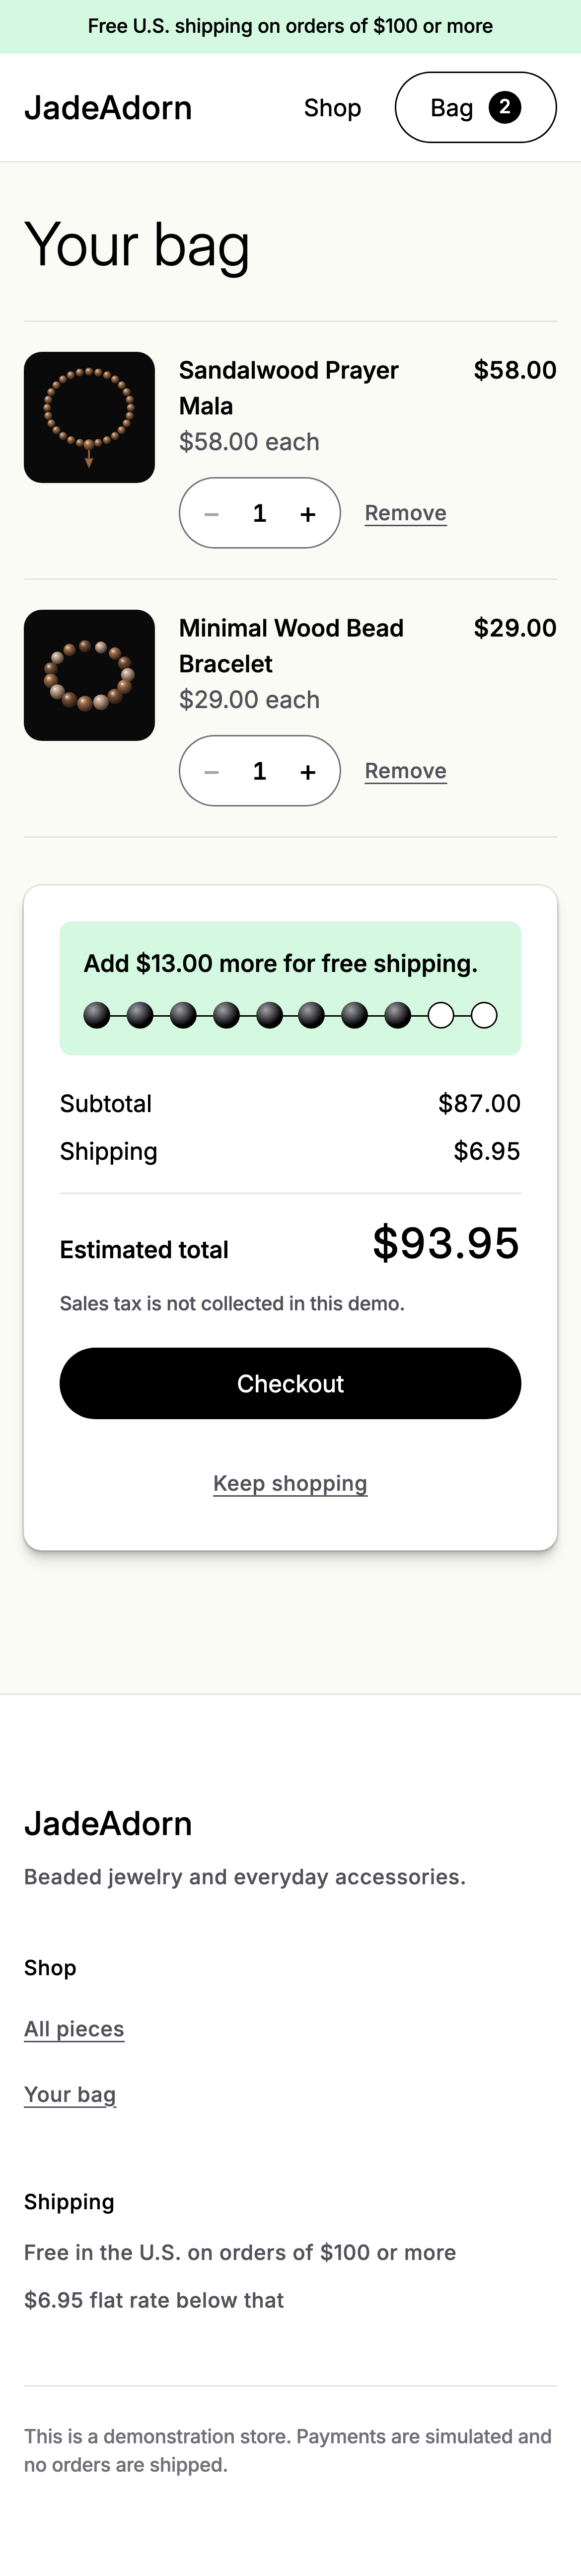 Free U.S. shipping on orders of $100 or more
JadeAdorn
Shop
Bag 2
Your bag
Sandalwood Prayer $58.00
Mala
$58.00 each
− 1 + Remove
Minimal Wood Bead $29.00
Bracelet
$29.00 each
− 1 + Remove
Add $13.00 more for free shipping.
Subtotal $87.00
Shipping $6.95
Estimated total $93.95
Sales tax is not collected in this demo.
Checkout
Keep shopping
JadeAdorn
Beaded jewelry and everyday accessories.
Shop
All pieces
Your bag
Shipping
Free in the U.S. on orders of $100 or more
$6.95 flat rate below that
This is a demonstration store. Payments are simulated and
no orders are shipped.